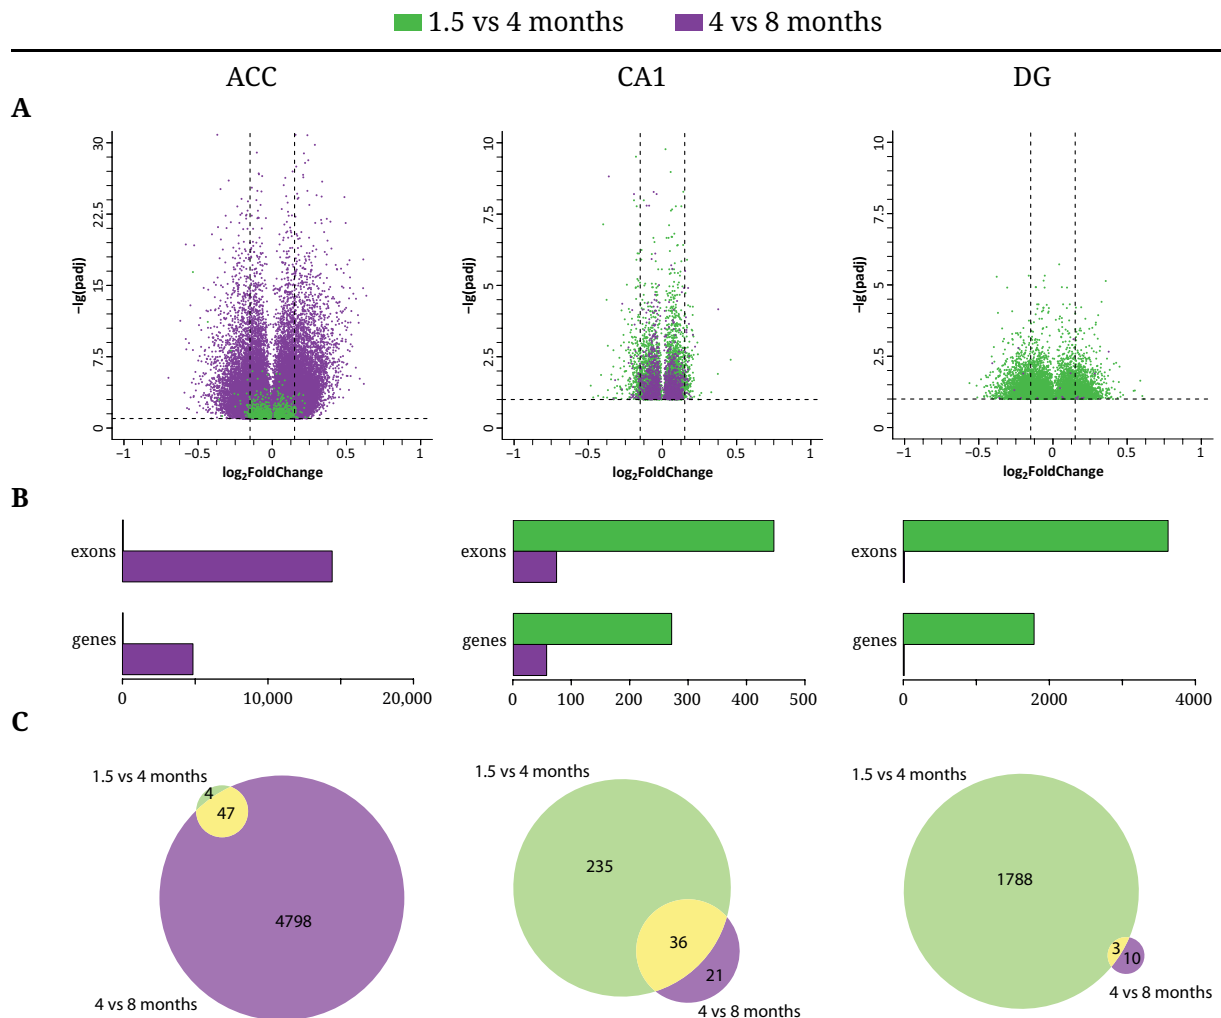 1.5 vs 4 months 4 vs 8 months
ACC CA1 DG
A
−lg(padj)
30
22.5
15
7.5
0
−1 −0.5 0 0.5 1
log2FoldChange
−lg(padj)
10
7.5
5
2.5
0
−1 −0.5 0 0.5 1
log2FoldChange
−lg(padj)
10
7.5
5
2.5
0
−1 −0.5 0 0.5 1
log2FoldChange
B
exons
genes
0 10,000 20,000
exons
genes
0 100 200 300 400 500
exons
genes
0 2000 4000
C
1.5 vs 4 months
4
47
4798
4 vs 8 months
1.5 vs 4 months
235
36
21
4 vs 8 months
1.5 vs 4 months
1788
3
10
4 vs 8 months